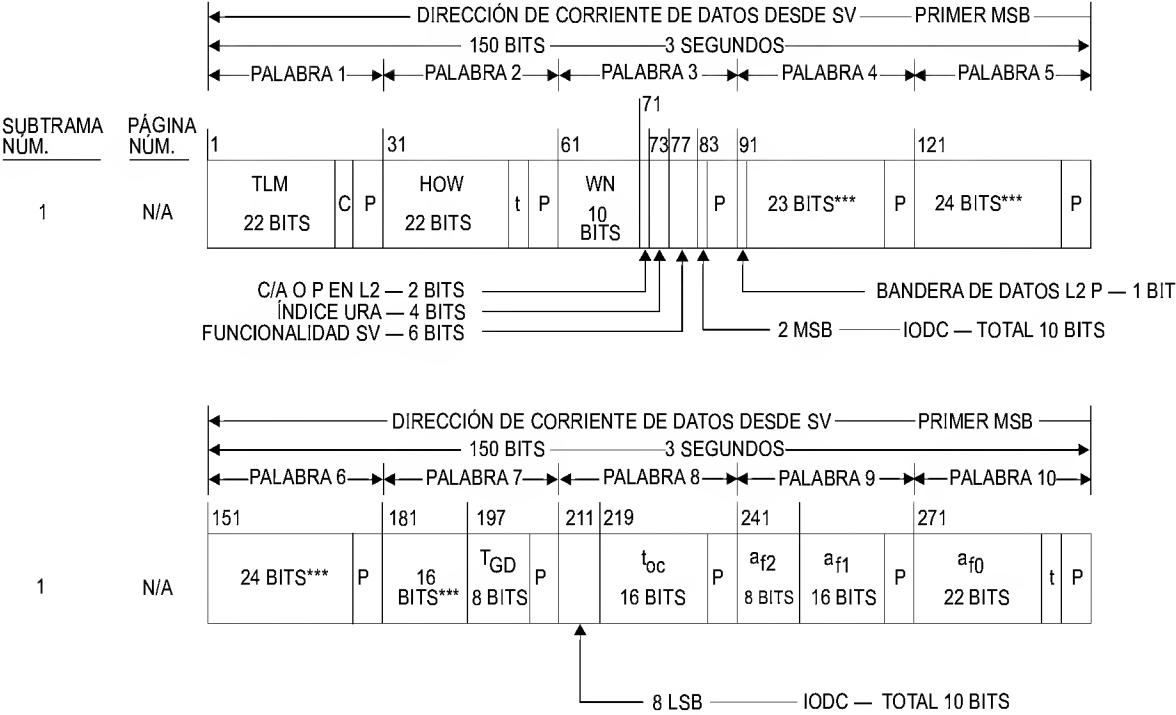 DIRECCIÓN DE CORRIENTE DE DATOS DESDE SV PRIMER MSB
150 BITS 3 SEGUNDOS
PALABRA 1 PALABRA 2 PALABRA 3 PALABRA 4 PALABRA 5
SUBTRAMA NÚM.
PÁGINA NÚM.
1 31 61 71 73 77 83 91 121
1 N/A
TLM 22 BITS C P
HOW 22 BITS t P
WN 10 BITS P
23 BITS*** P
24 BITS*** P
C/A O P EN L2 — 2 BITS
ÍNDICE URA — 4 BITS
FUNCIONALIDAD SV — 6 BITS
BANDERA DE DATOS L2 P — 1 BIT
2 MSB IODC — TOTAL 10 BITS
DIRECCIÓN DE CORRIENTE DE DATOS DESDE SV PRIMER MSB
150 BITS 3 SEGUNDOS
PALABRA 6 PALABRA 7 PALABRA 8 PALABRA 9 PALABRA 10
151 181 197 211 219 241 271
1 N/A
24 BITS*** P
16 BITS***
TGD 8 BITS P
toc 16 BITS P
af2 8 BITS
af1 16 BITS P
af0 22 BITS t P
8 LSB IODC — TOTAL 10 BITS